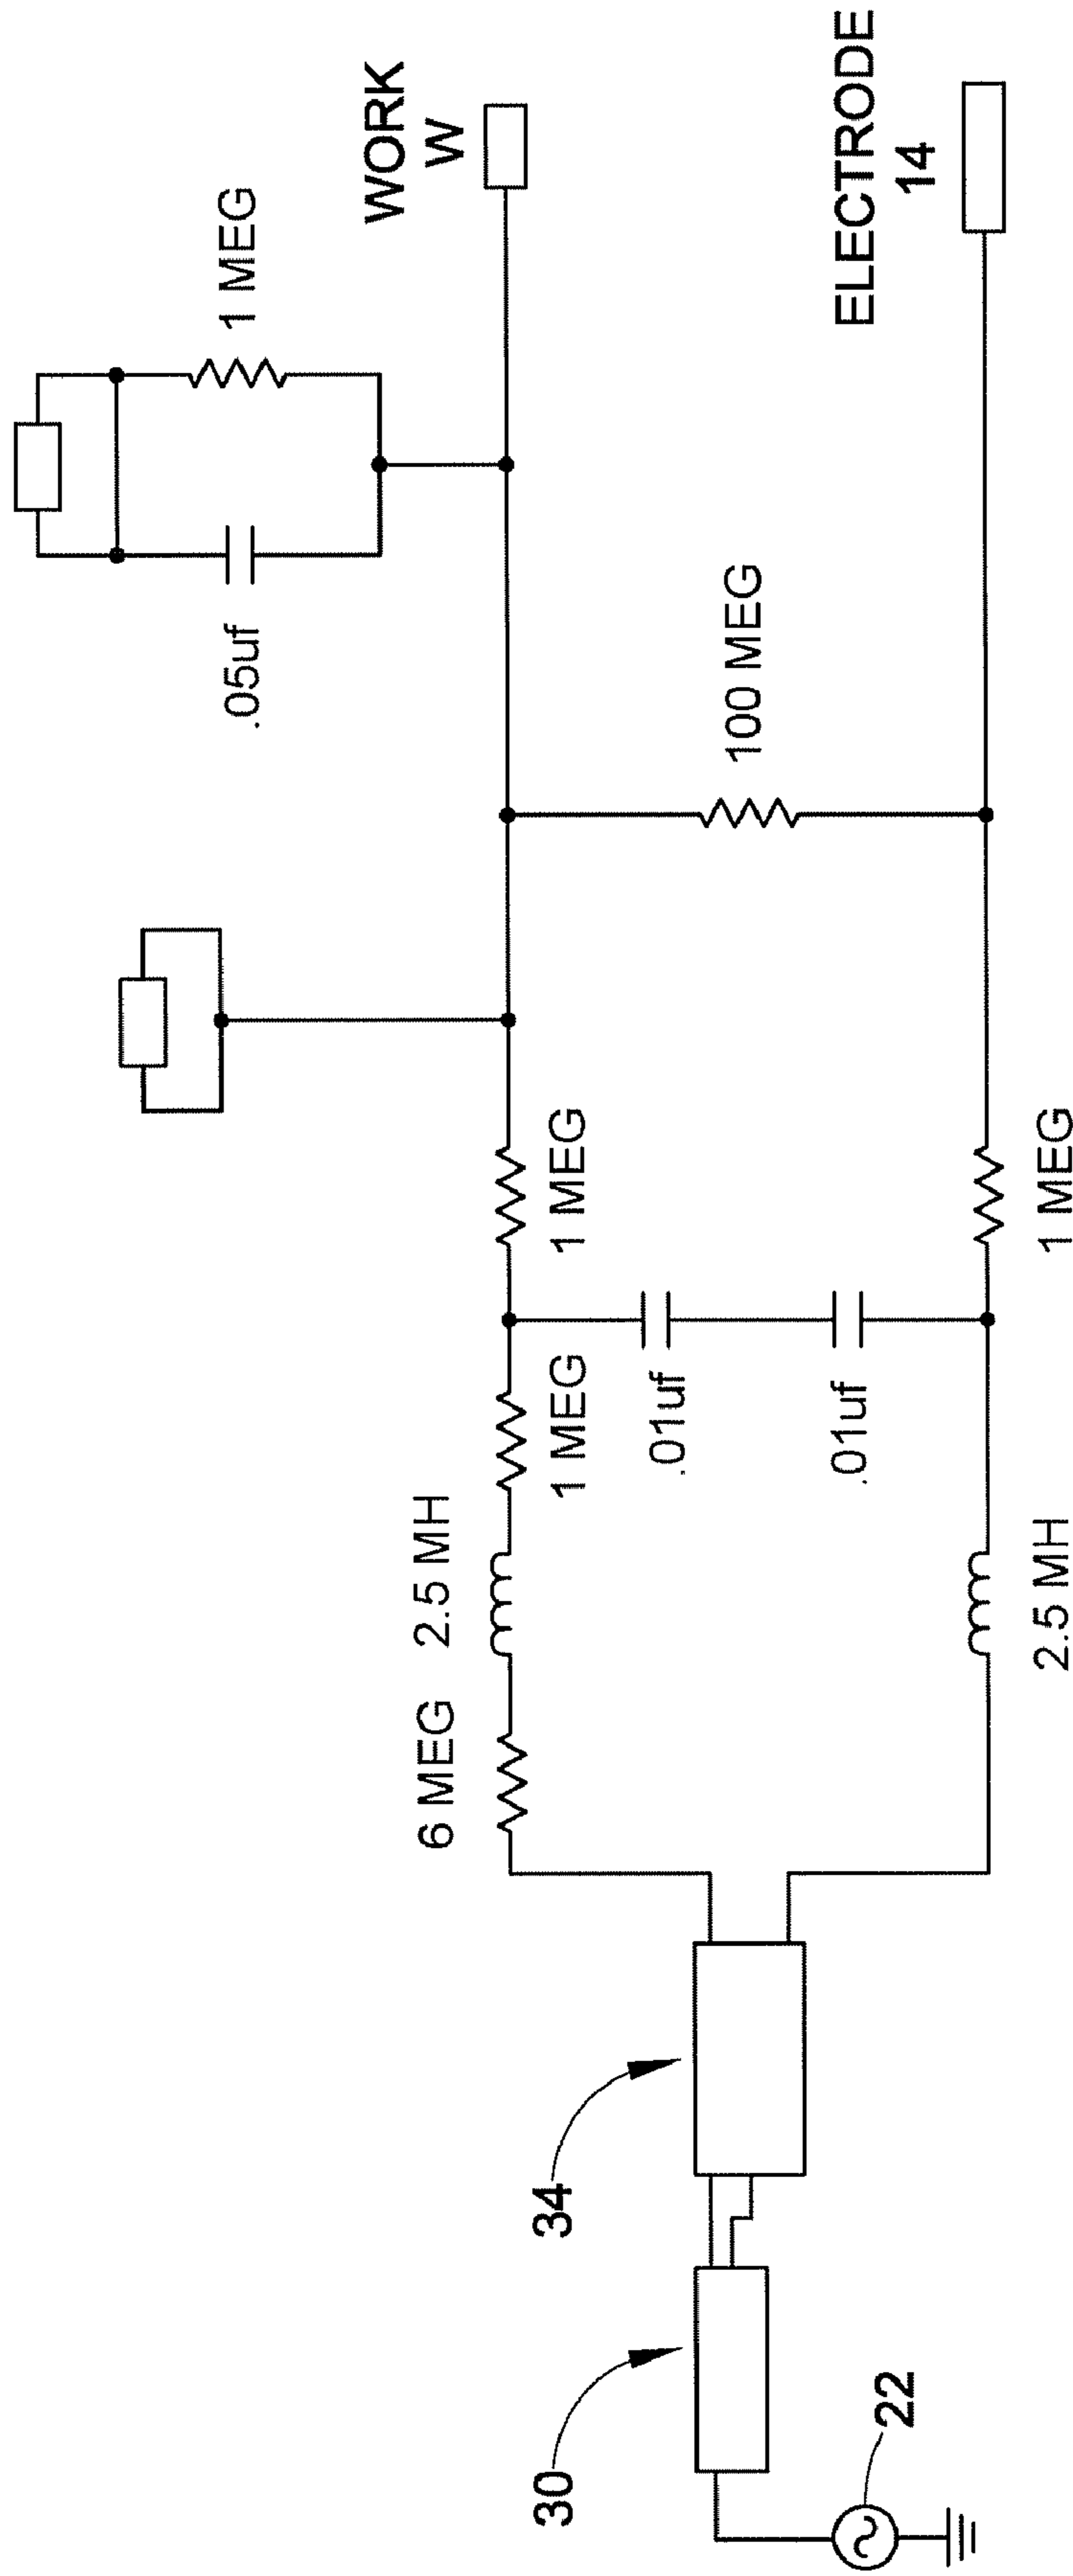 30
22
34
6 MEG
2.5 MH
1 MEG
1 MEG
.01uf
.01uf
2.5 MH
1 MEG
100 MEG
.05uf
1 MEG
WORK
W
ELECTRODE
14